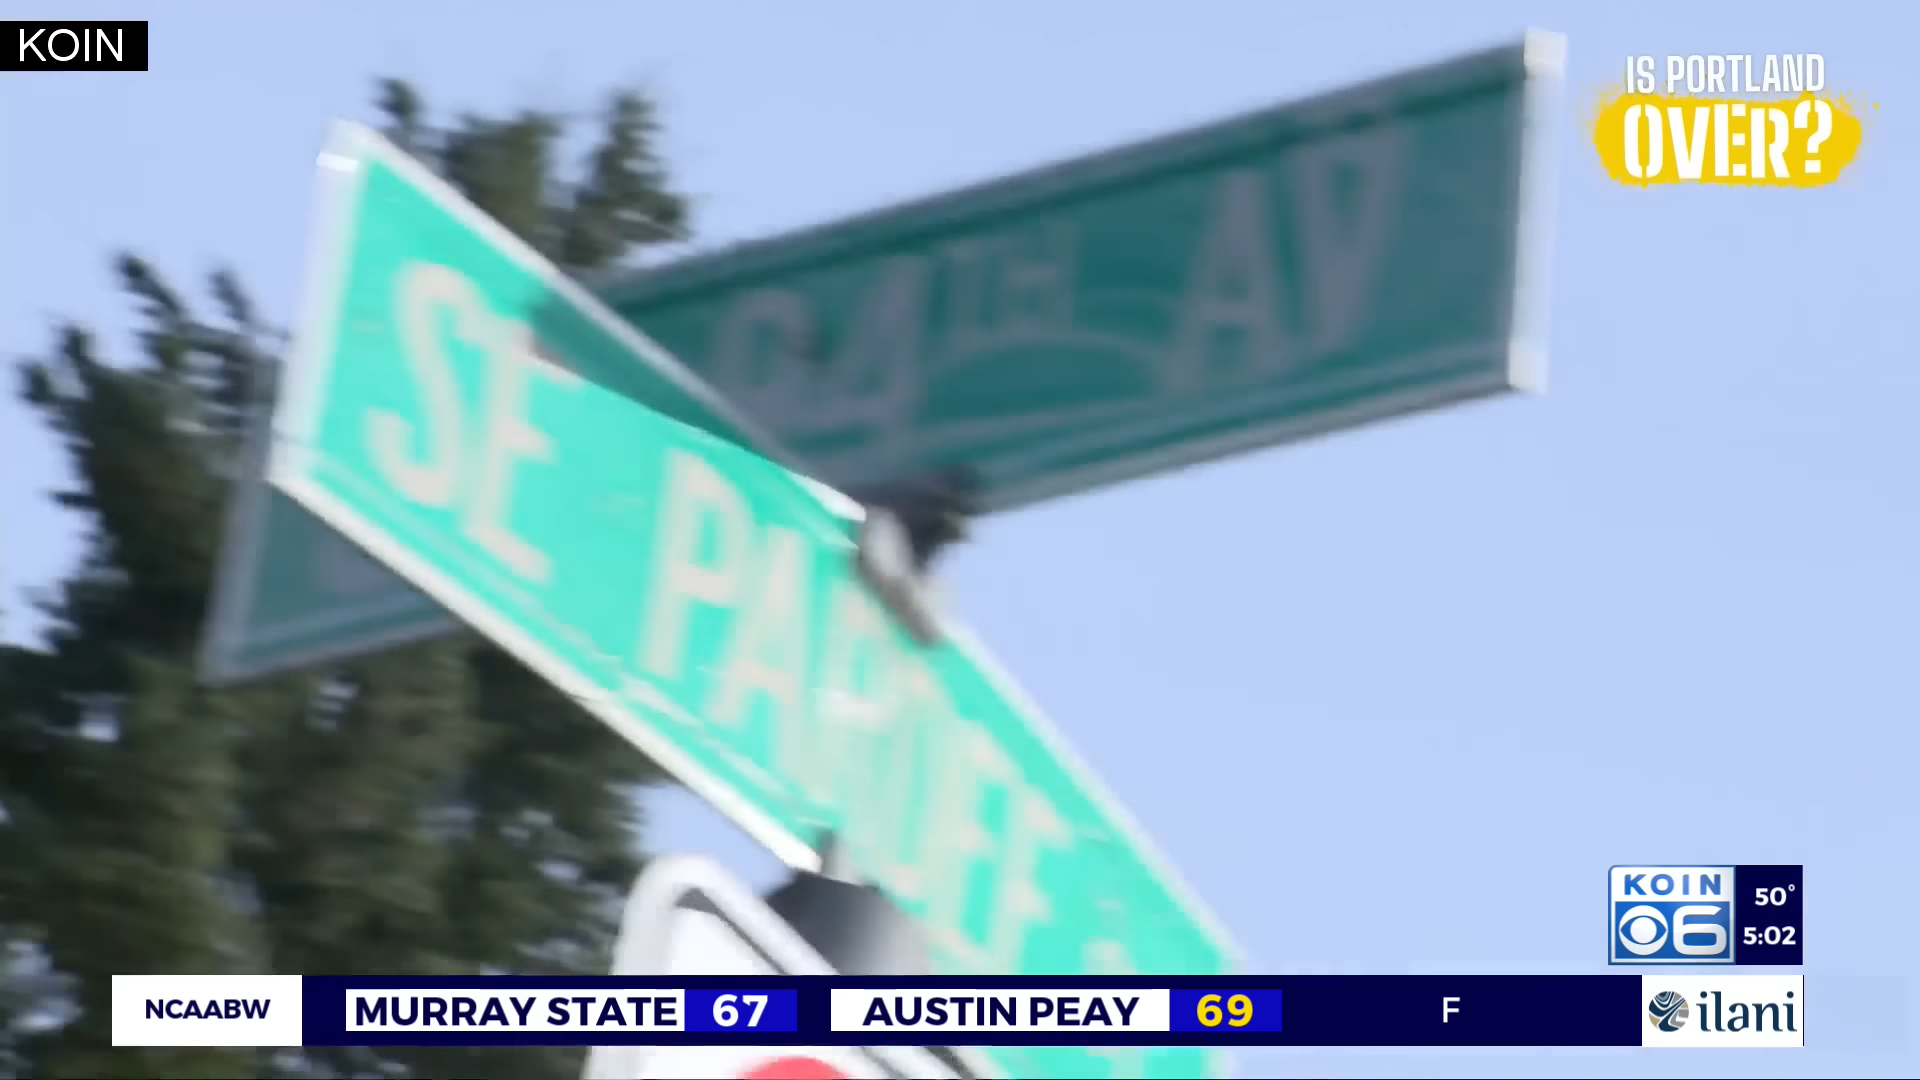 KOIN
IS PORTLAND
OVER?
TH AV
SE
KOIN
6
50°
5:02
NCAABW MURRAY STATE 67 AUSTIN PEAY 69 F ilani